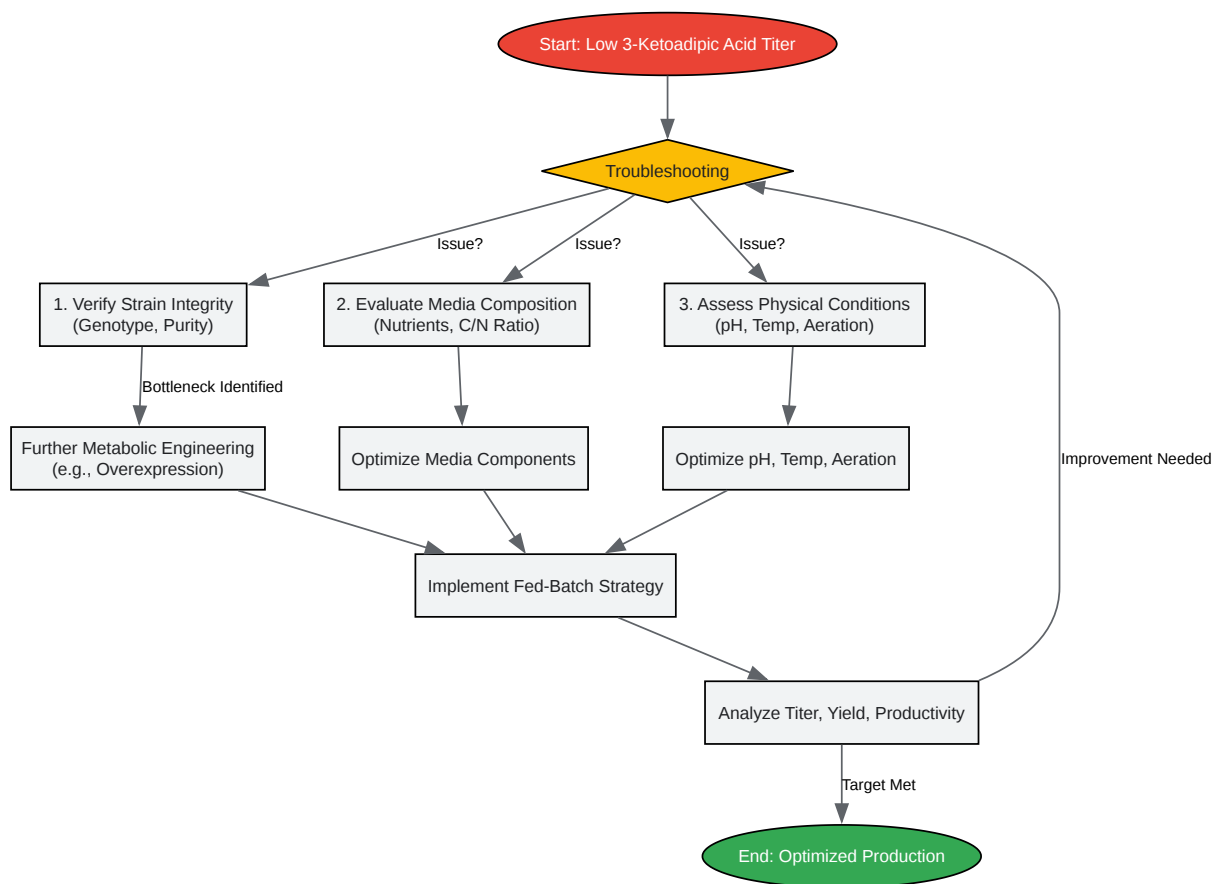 Start: Low 3-Ketoadipic Acid Titer
Troubleshooting
Issue?
Issue?
Issue?
1. Verify Strain Integrity
(Genotype, Purity)
2. Evaluate Media Composition
(Nutrients, C/N Ratio)
3. Assess Physical Conditions
(pH, Temp, Aeration)
Bottleneck Identified
Further Metabolic Engineering
(e.g., Overexpression)
Optimize Media Components
Optimize pH, Temp, Aeration
Improvement Needed
Implement Fed-Batch Strategy
Analyze Titer, Yield, Productivity
Target Met
End: Optimized Production